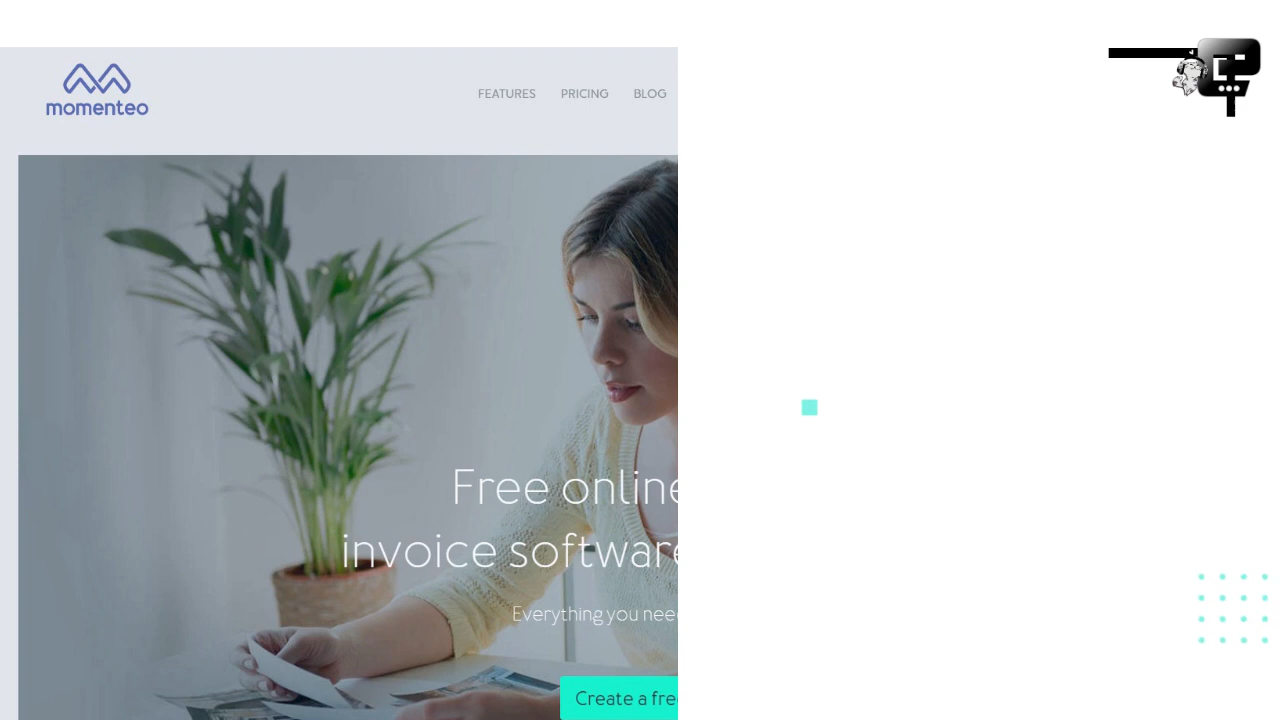 momenteo
FEATURES PRICING BLOG
Free online
invoice software
Everything you need
Create a free